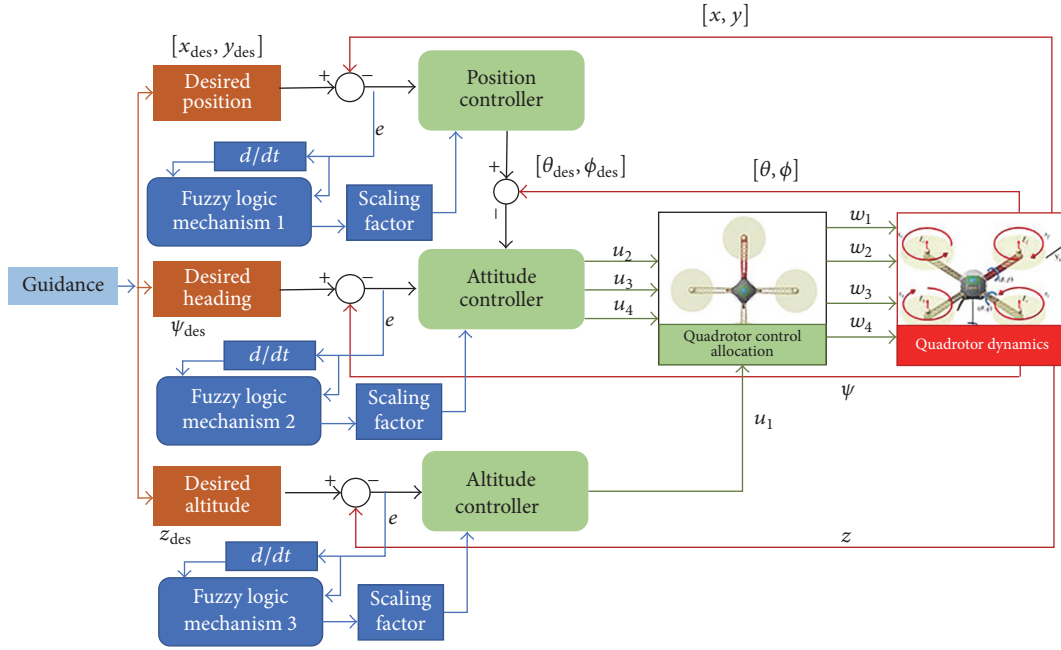 [x, y]
[x_des, y_des]
Desired
position
+
−
Position
controller
e
d/dt
Fuzzy logic
mechanism 1
Scaling
factor
+
[θ_des, ϕ_des]
[θ, ϕ]
−
Guidance
Desired
heading
ψ_des
+
−
Attitude
controller
e
u_2
u_3
u_4
Quadrotor control
allocation
w_1
w_2
w_3
w_4
Quadrotor dynamics
d/dt
Fuzzy logic
mechanism 2
Scaling
factor
ψ
u_1
Desired
altitude
z_des
+
−
Altitude
controller
e
z
d/dt
Fuzzy logic
mechanism 3
Scaling
factor